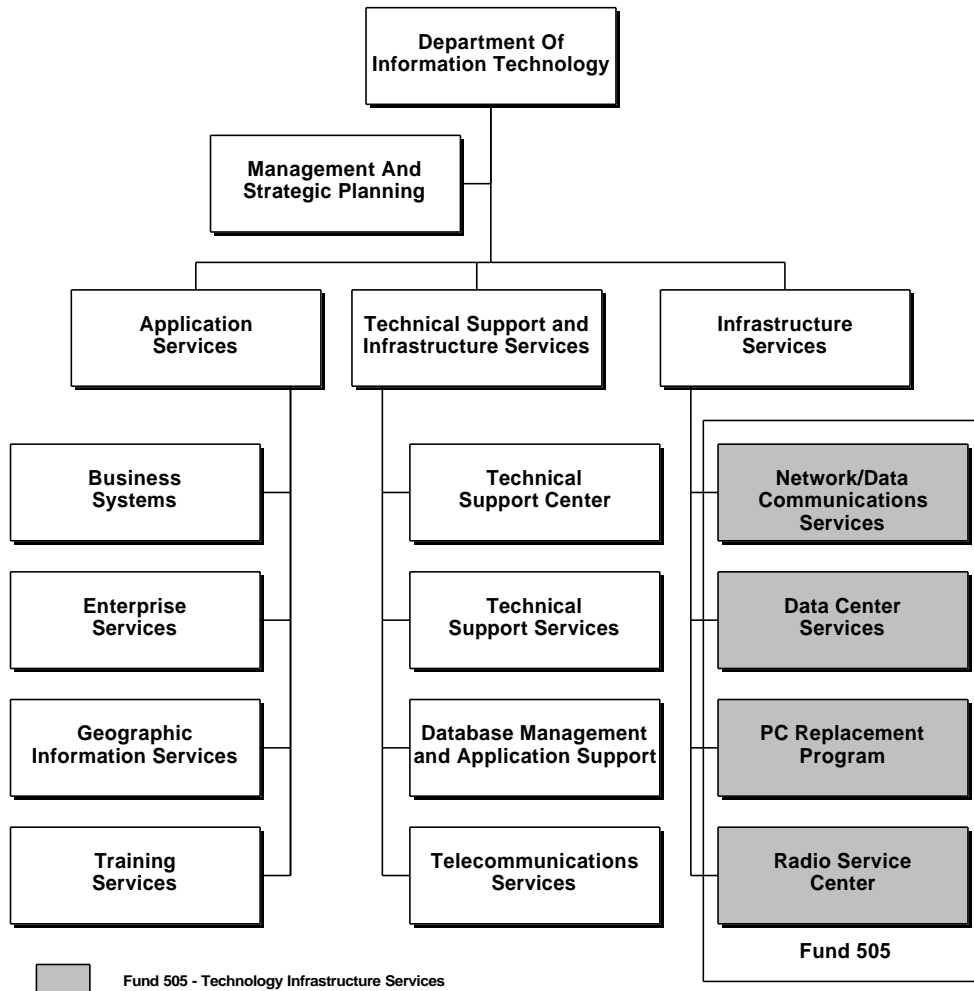 Department Of
Information Technology
Management And
Strategic Planning
Application
Services
Technical Support and
Infrastructure Services
Infrastructure
Services
Business
Systems
Technical
Support Center
Network/Data
Communications
Services
Enterprise
Services
Technical
Support Services
Data Center
Services
Geographic
Information Services
Database Management
and Application Support
PC Replacement
Program
Training
Services
Telecommunications
Services
Radio Service
Center
Fund 505
Fund 505 - Technology Infrastructure Services